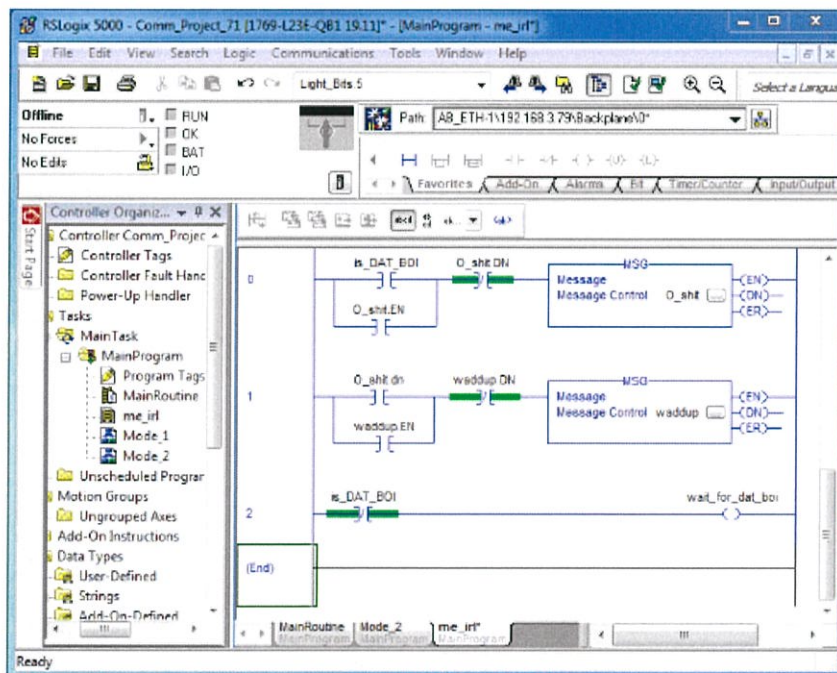 RSLogix 5000 - Comm_Project_71 [1769-L23E-QB1 19.11]* - [MainProgram - me_irl*]
File Edit View Search Logic Communications Tools Window Help
Light_Bits 5
Select a Langua
Offline
RUN
No Forces
OK
BAT
No Edits
I/O
Path: AB_ETH-1\192.168.3.79\Backplane\0*
Favorites Add-On Alarms Bit Timer/Counter Input/Output
Start Page
Controller Organiz...
Controller Comm_Projec
Controller Tags
Controller Fault Hanc
Power-Up Handler
Tasks
MainTask
MainProgram
Program Tags
MainRoutine
me_irl
Mode_1
Mode_2
Unscheduled Prograr
Motion Groups
Ungrouped Axes
Add-On Instructions
Data Types
User-Defined
Strings
Add-On-Defined
0
is_DAT_BOI
O_shit.DN
O_shit.EN
MSG
Message
Message Control O_shit ...
EN
DN
ER
1
O_shit.dn
waddup.DN
waddup.EN
MSG
Message
Message Control waddup ...
EN
DN
ER
2
is_DAT_BOI
wait_for_dat_boi
(End)
MainRoutine Mode_2 me_irl*
MainProgram MainProgram MainProgram
Ready